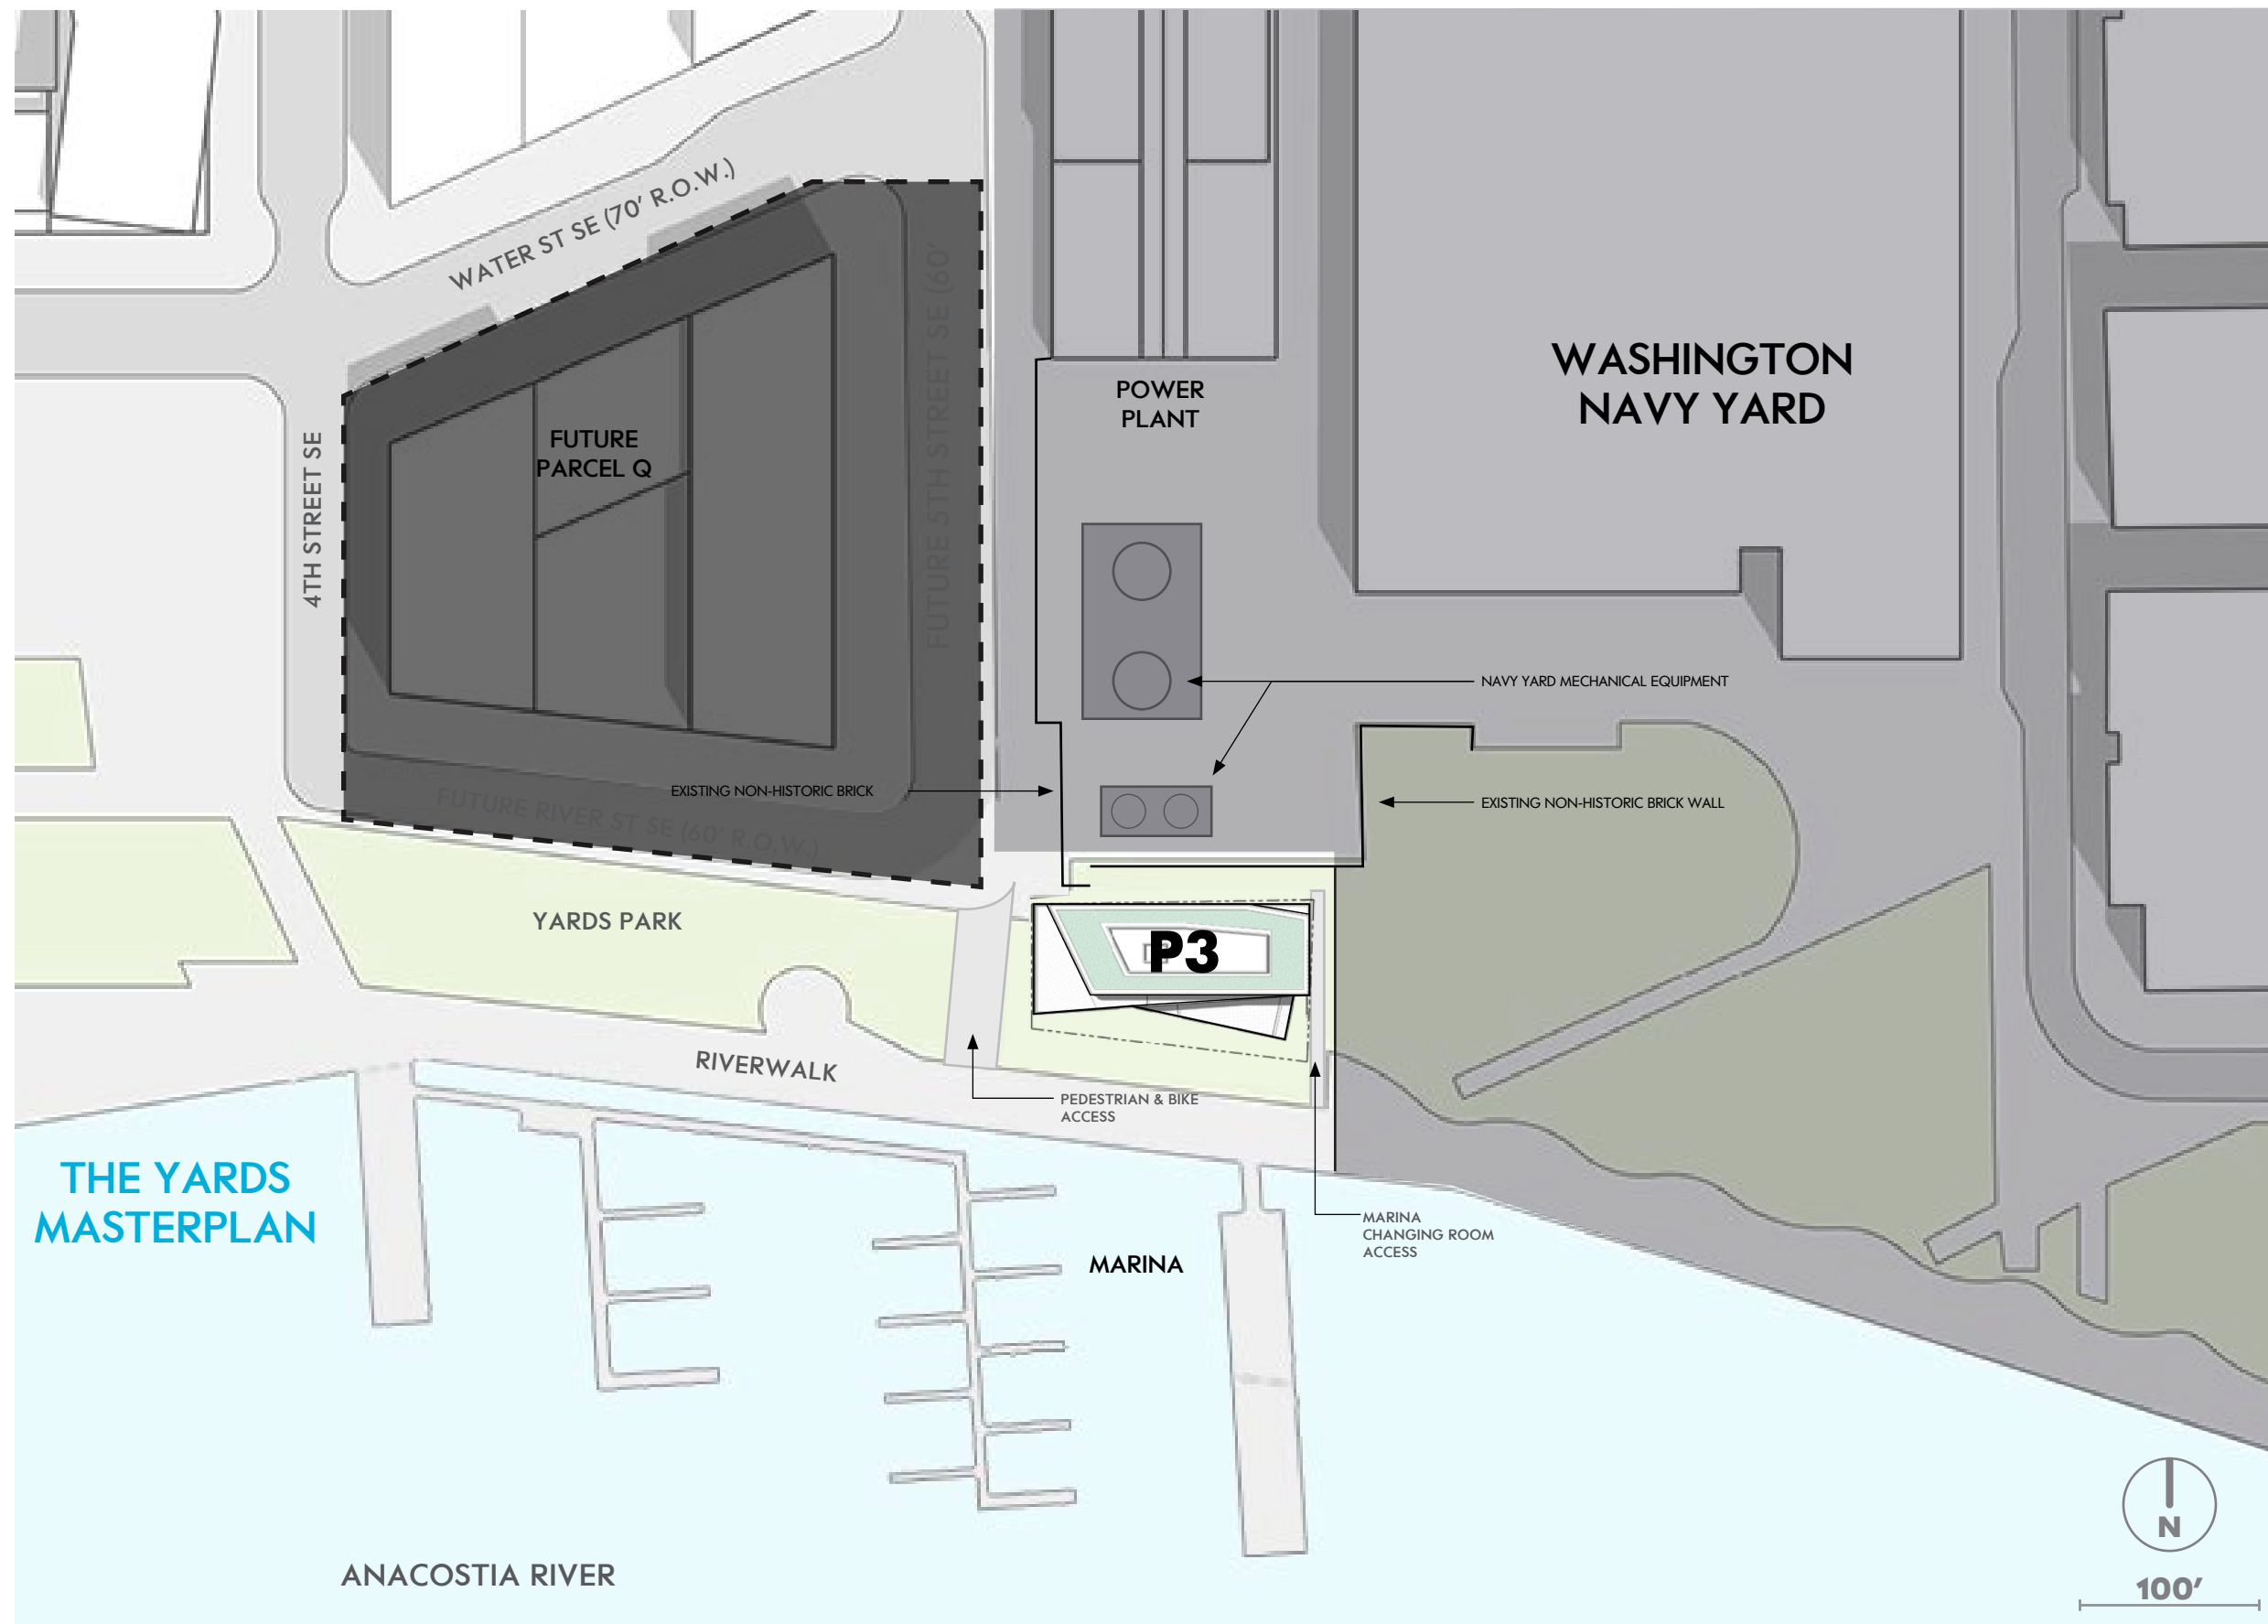 WATER ST SE (70' R.O.W.)
FUTURE 5TH STREET SE (60'
WASHINGTON
NAVY YARD
POWER
PLANT
FUTURE
PARCEL Q
4TH STREET SE
NAVY YARD MECHANICAL EQUIPMENT
EXISTING NON-HISTORIC BRICK
EXISTING NON-HISTORIC BRICK WALL
FUTURE RIVER ST SE (60' R.O.W.)
YARDS PARK
P3
RIVERWALK
PEDESTRIAN & BIKE
ACCESS
THE YARDS
MASTERPLAN
MARINA
CHANGING ROOM
ACCESS
MARINA
N
ANACOSTIA RIVER
100'